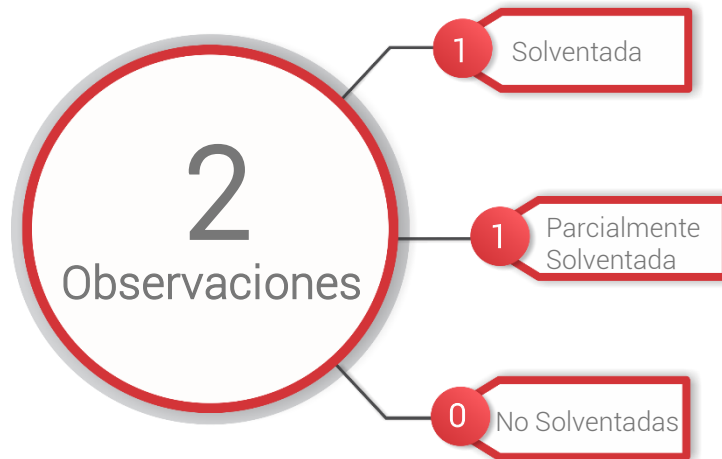 2
Observaciones
1
Solventada
1
Parcialmente
Solventada
0
No Solventadas